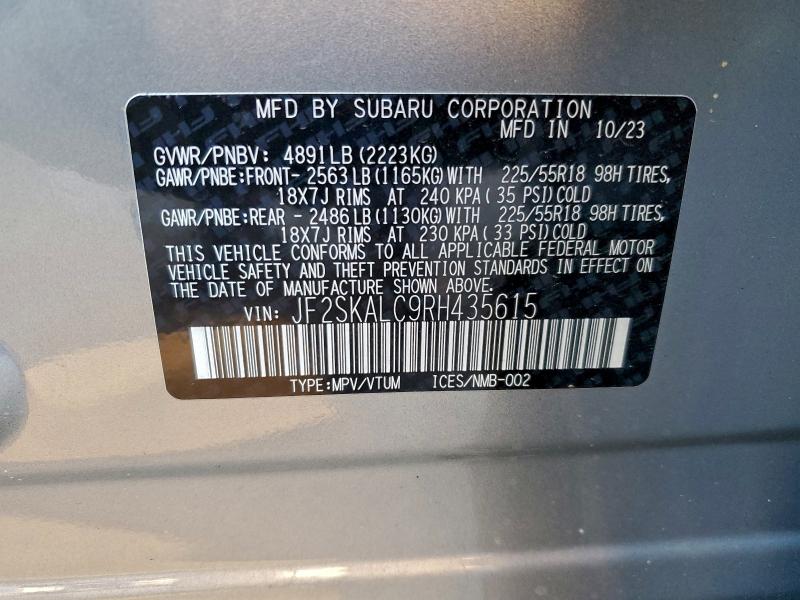 MFD BY SUBARU CORPORATION
MFD IN 10/23
GVWR/PNBV: 4891LB (2223KG)
GAWR/PNBE:FRONT- 2563LB (1165KG) WITH 225/55R18 98H TIRES,
18X7J RIMS AT 240 KPA ( 35 PSI) COLD
GAWR/PNBE:REAR - 2486LB (1130KG) WITH 225/55R18 98H TIRES,
18X7J RIMS AT 230 KPA ( 33 PSI) COLD
THIS VEHICLE CONFORMS TO ALL APPLICABLE FEDERAL MOTOR
VEHICLE SAFETY AND THEFT PREVENTION STANDARDS IN EFFECT ON
THE DATE OF MANUFACTURE SHOWN ABOVE.
VIN: JF2SKALC9RH435615
TYPE:MPV/VTUM ICES/NMB-002